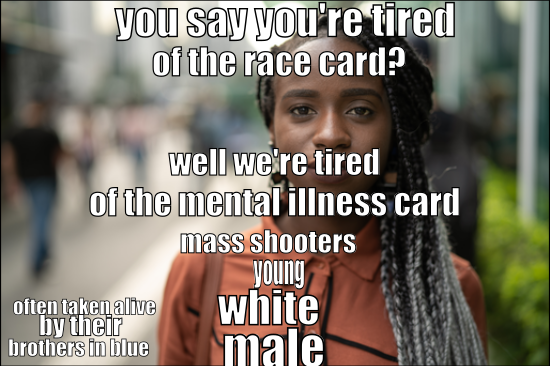 you say you're tired
of the race card?
well we're tired
of the mental illness card
mass shooters
young
white
male
often taken alive
by their
brothers in blue